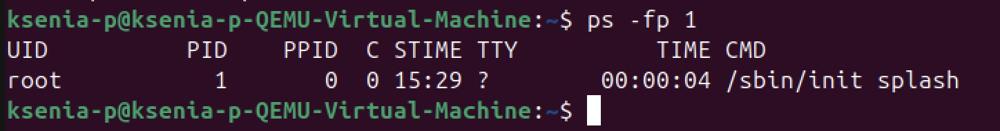 ksenia-p@ksenia-p-QEMU-Virtual-Machine:~$ ps -fp 1
UID          PID    PPID  C STIME TTY          TIME CMD
root           1       0  0 15:29 ?        00:00:04 /sbin/init splash
ksenia-p@ksenia-p-QEMU-Virtual-Machine:~$